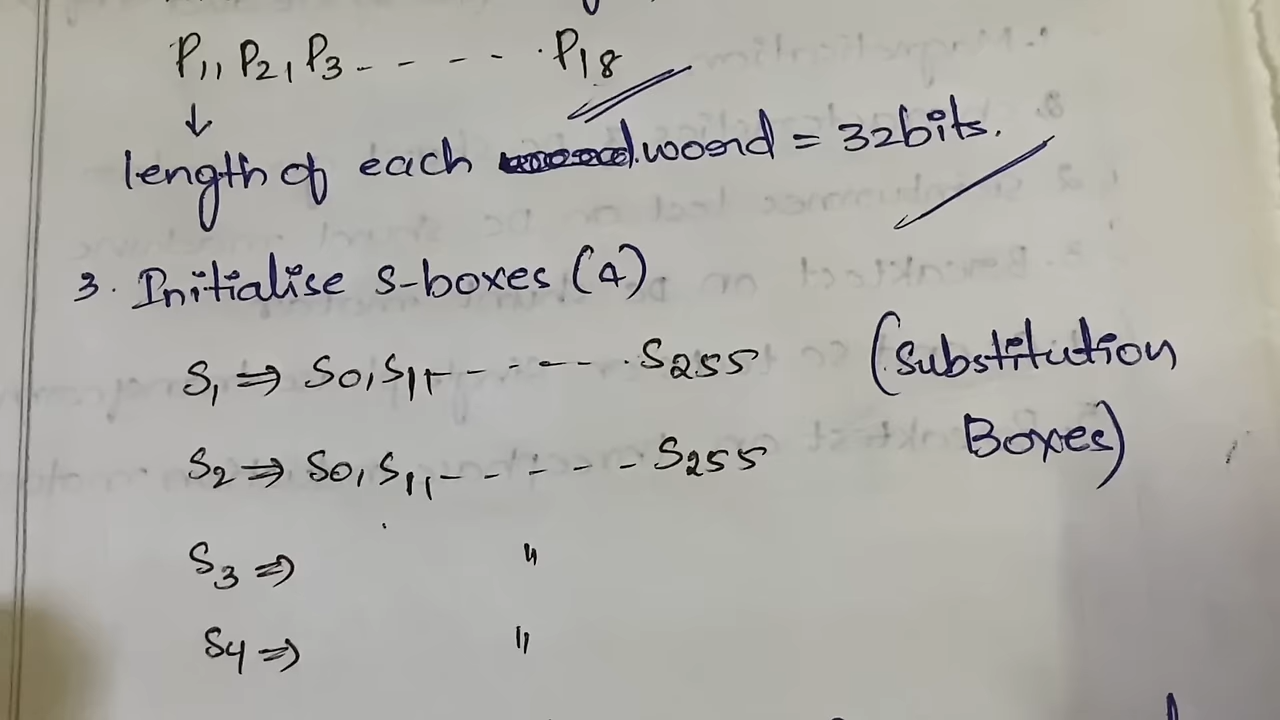 P1, P2, P3 - - - - - . P18
↓
length of each word = 32bits.
3. Initialise S-boxes (4).
S1 ⇒ S0, S1, - - - - - - . S255 (Substitution
Boxes)
S2 ⇒ S0, S1, - - - - - - S255
S3 ⇒ "
S4 ⇒ "